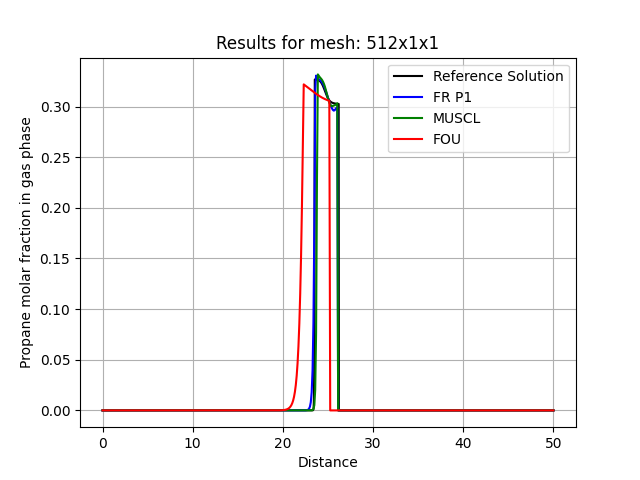 Results for mesh: 512x1x1
Reference Solution
FR P1
MUSCL
FOU
Propane molar fraction in gas phase
0.30
0.25
0.20
0.15
0.10
0.05
0.00
0
10
20
30
40
50
Distance